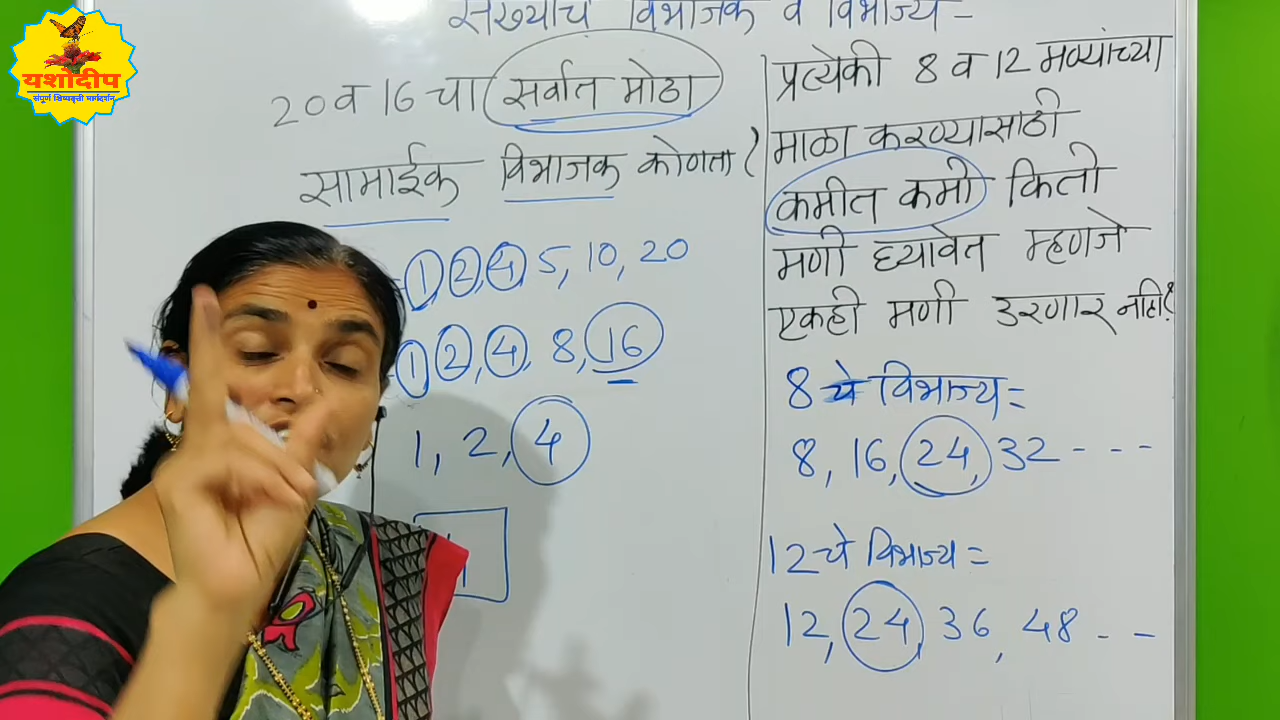 यशोदीप
संपूर्ण शिष्यवृत्ती मार्गदर्शन
संख्यांचे विभाजक व विभाज्य -
20 व 16 चा सर्वात मोठा
सामाईक विभाजक कोणता?
1, 2, 4, 5, 10, 20
1, 2, 4, 8, 16
1, 2, 4
प्रत्येकी 8 व 12 मण्यांच्या
माळा करण्यासाठी
कमीत कमी किती
मणी घ्यावेत म्हणजे
एकही मणी उरणार नाही?
8 चे विभाज्य =
8, 16, 24, 32 - - -
12 चे विभाज्य =
12, 24, 36, 48 - -